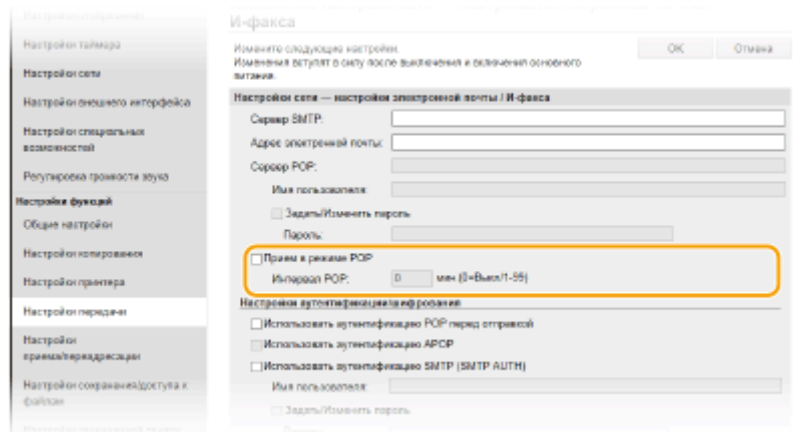 И-факса
Настройки таймера
Измените следующие настройки.
OK
Отмена
Изменения вступят в силу после выключения и включения основного
питания.
Настройки сети
Настройки внешнего интерфейса
Настройки специальных
возможностей
Регулировка громкости звука
Настройки функций
Общие настройки
Настройки копирования
Настройки принтера
Настройки передачи
Настройки
приема/переадресации
Настройки сохранения/доступа к
файлам
Настройки сети — настройки электронной почты / И-факса
Сервер SMTP:
Адрес электронной почты:
Сервер POP:
Имя пользователя:
Задать/Изменить пароль
Пароль:
Прием в режиме POP
Интервал POP:
0
мин (0=Выкл/1-99)
Настройки аутентификации/шифрования
Использовать аутентификацию POP перед отправкой
Использовать аутентификацию APOP
Использовать аутентификацию SMTP (SMTP AUTH)
Имя пользователя:
Задать/Изменить пароль